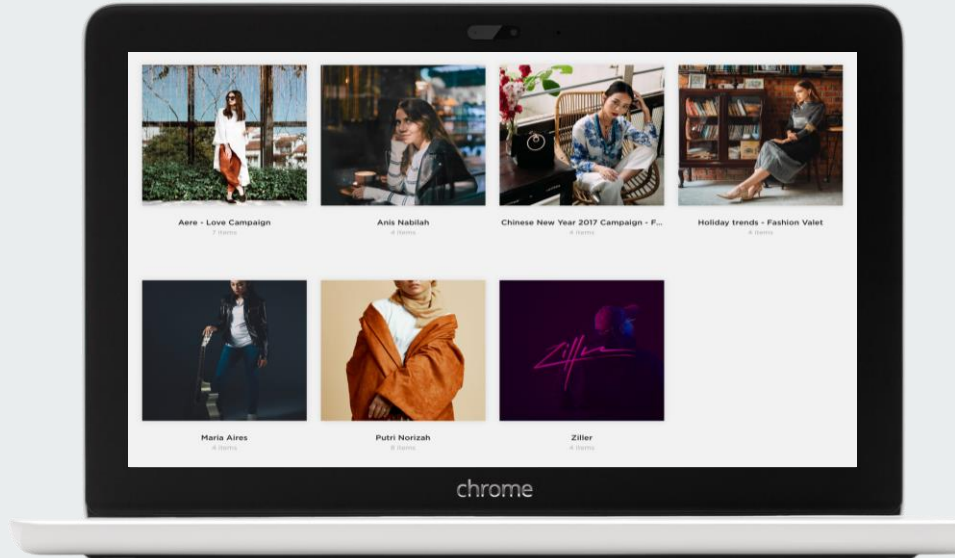 Aere - Love Campaign
7 items
Anis Nabilah
4 items
Chinese New Year 2017 Campaign - F...
4 items
Holiday trends - Fashion Valet
4 items
Maria Aires
4 items
Putri Norizah
8 items
Ziller
Ziller
4 items
chrome